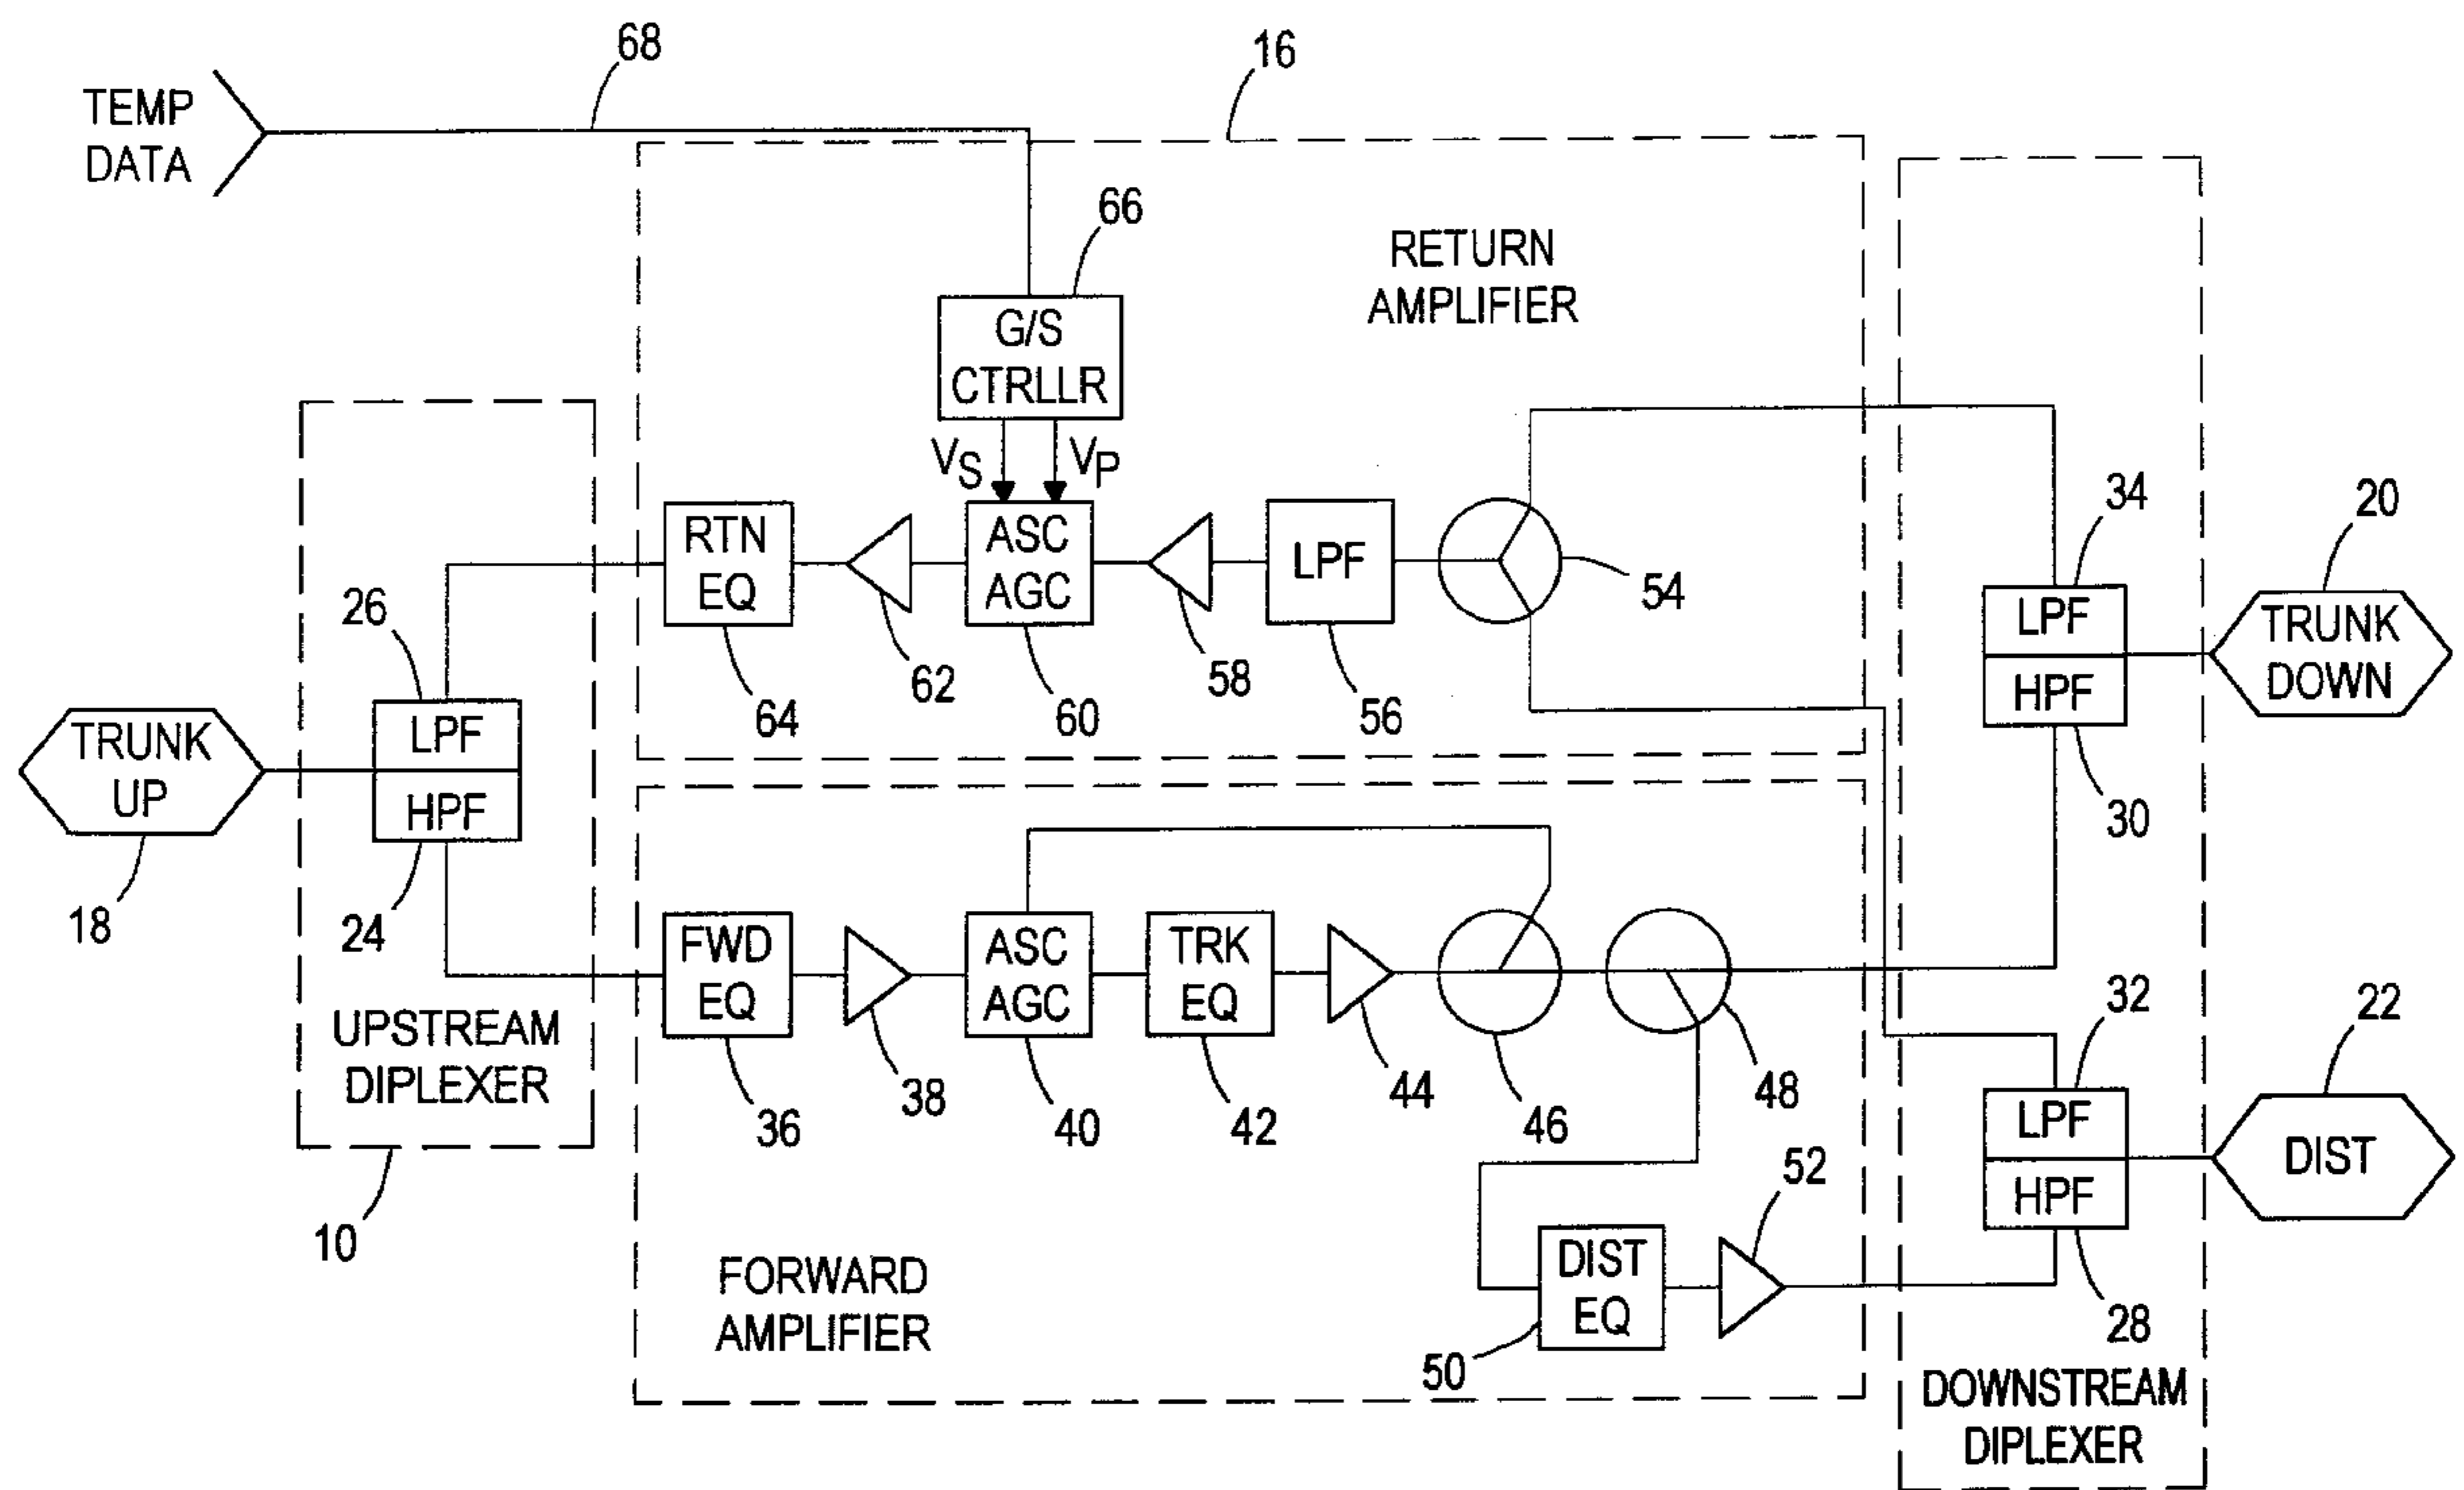 68
16
TEMP
DATA
66
RETURN
AMPLIFIER
G/S
CTRLLR
VS
VP
34
20
RTN
EQ
ASC
AGC
LPF
54
LPF
HPF
TRUNK
DOWN
26
62
58
64
60
56
TRUNK
UP
LPF
HPF
30
18
24
FWD
EQ
ASC
AGC
TRK
EQ
32
22
UPSTREAM
DIPLEXER
38
44
48
36
40
42
46
LPF
HPF
DIST
52
10
FORWARD
AMPLIFIER
DIST
EQ
28
50
DOWNSTREAM
DIPLEXER